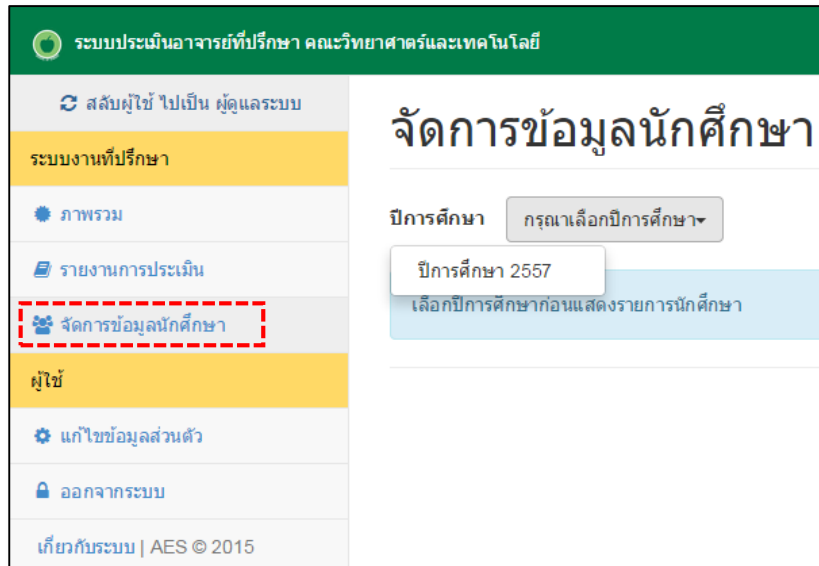 ระบบประเมินอาจารย์ที่ปรึกษา คณะวิทยาศาตร์และเทคโนโลยี
สลับผู้ใช้ ไปเป็น ผู้ดูแลระบบ
ระบบงานที่ปรึกษา
ภาพรวม
รายงานการประเมิน
จัดการข้อมูลนักศึกษา
ผู้ใช้
แก้ไขข้อมูลส่วนตัว
ออกจากระบบ
เกี่ยวกับระบบ | AES © 2015
จัดการข้อมูลนักศึกษา
ปีการศึกษา กรุณาเลือกปีการศึกษา
ปีการศึกษา 2557
เลือกปีการศึกษาก่อนแสดงรายการนักศึกษา